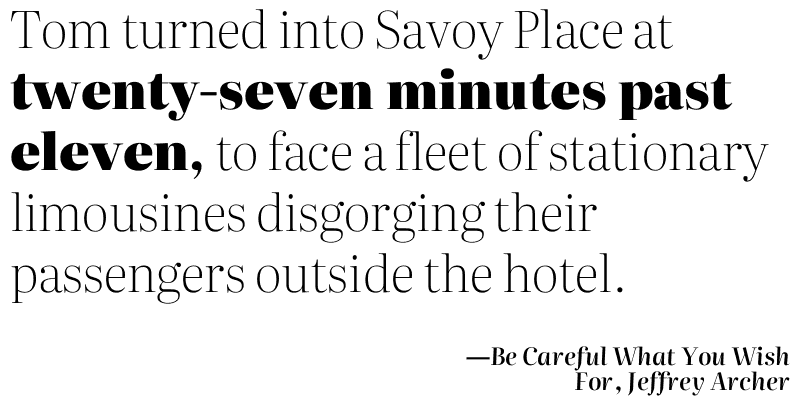 Tom turned into Savoy Place at
twenty-seven minutes past
eleven, to face a fleet of stationary
limousines disgorging their
passengers outside the hotel.
—Be Careful What You Wish
For, Jeffrey Archer